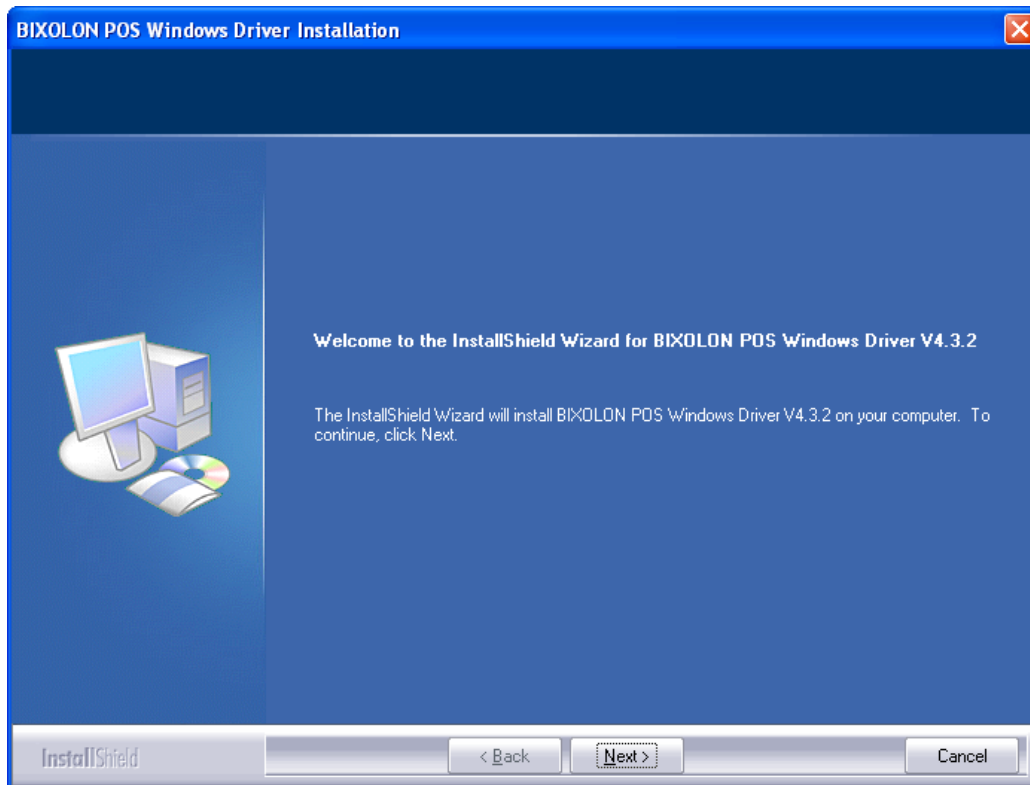 BIXOLON POS Windows Driver Installation
Welcome to the InstallShield Wizard for BIXOLON POS Windows Driver V4.3.2
The InstallShield Wizard will install BIXOLON POS Windows Driver V4.3.2 on your computer. To
continue, click Next.
InstallShield
< Back
Next >
Cancel